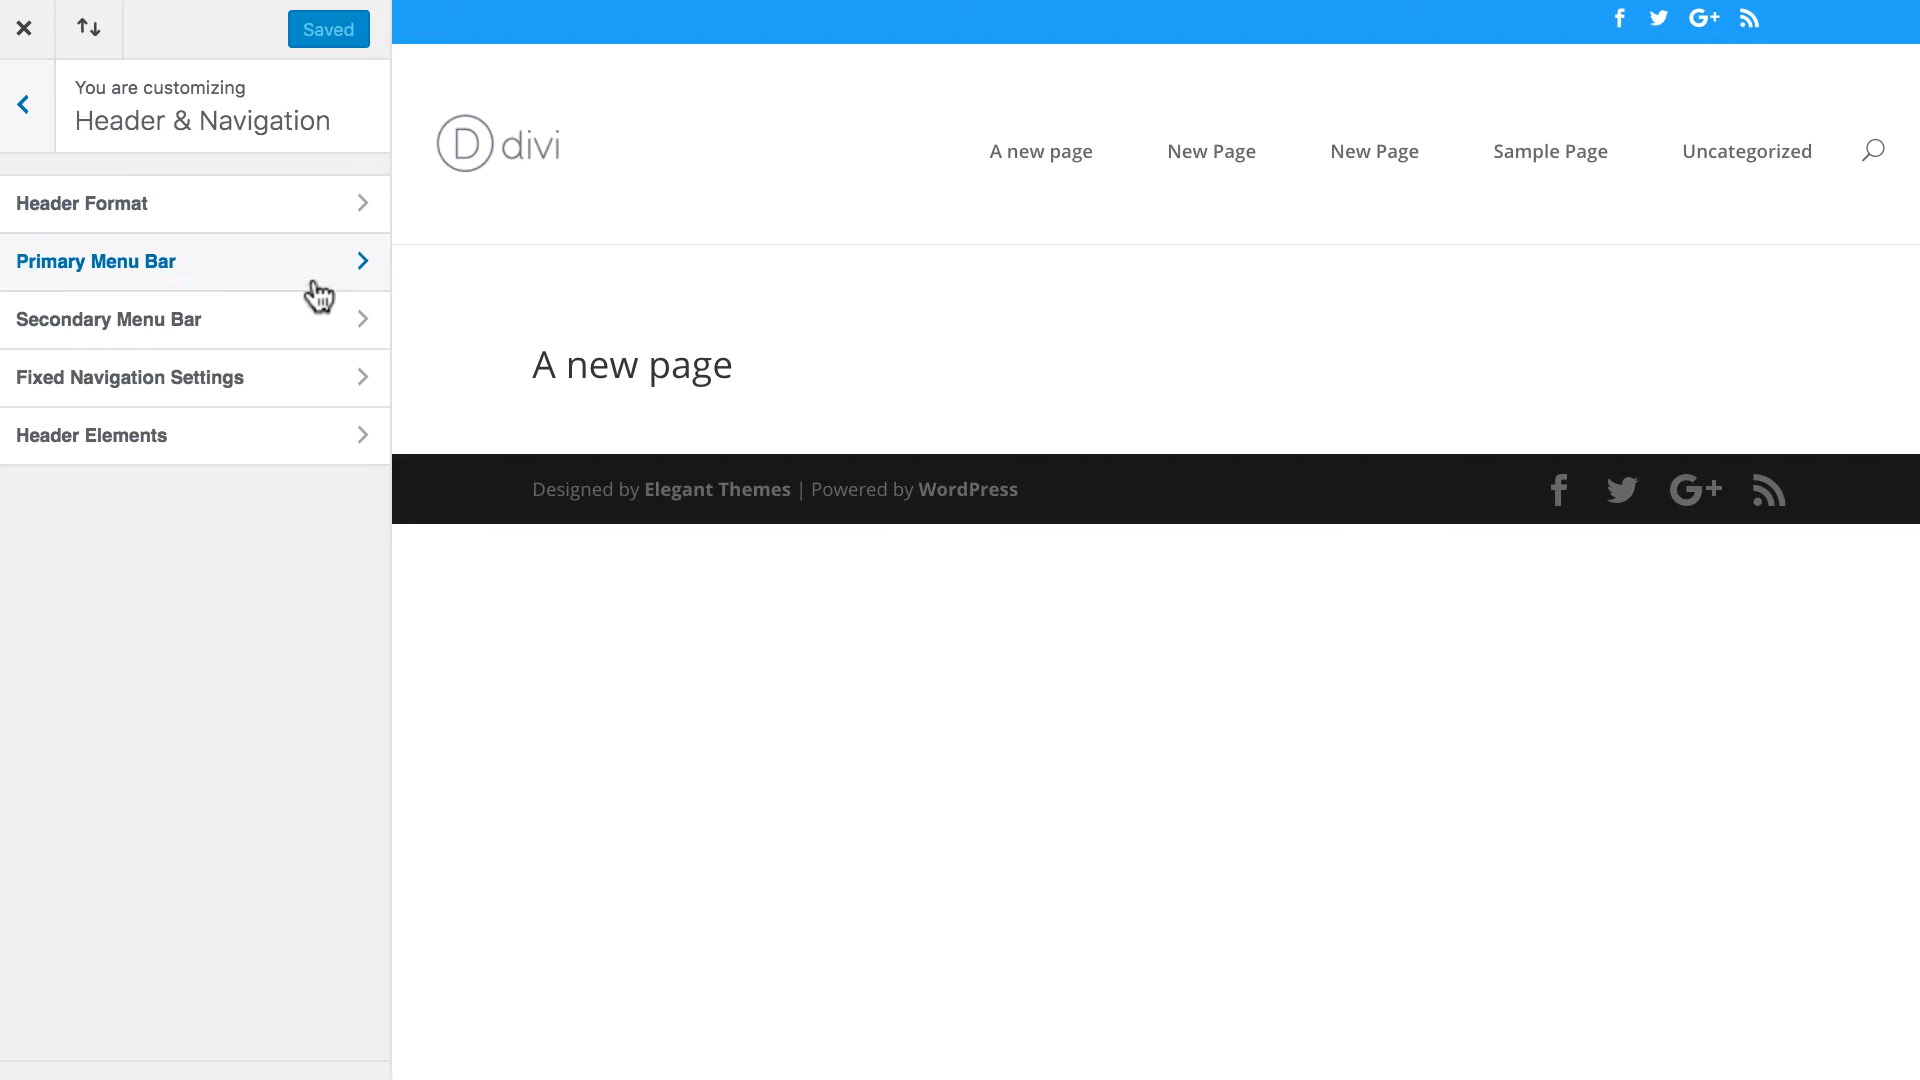 Saved
You are customizing
Header & Navigation
Header Format
Primary Menu Bar
Secondary Menu Bar
Fixed Navigation Settings
Header Elements
D divi
A new page
New Page
New Page
Sample Page
Uncategorized
A new page
Designed by Elegant Themes | Powered by WordPress